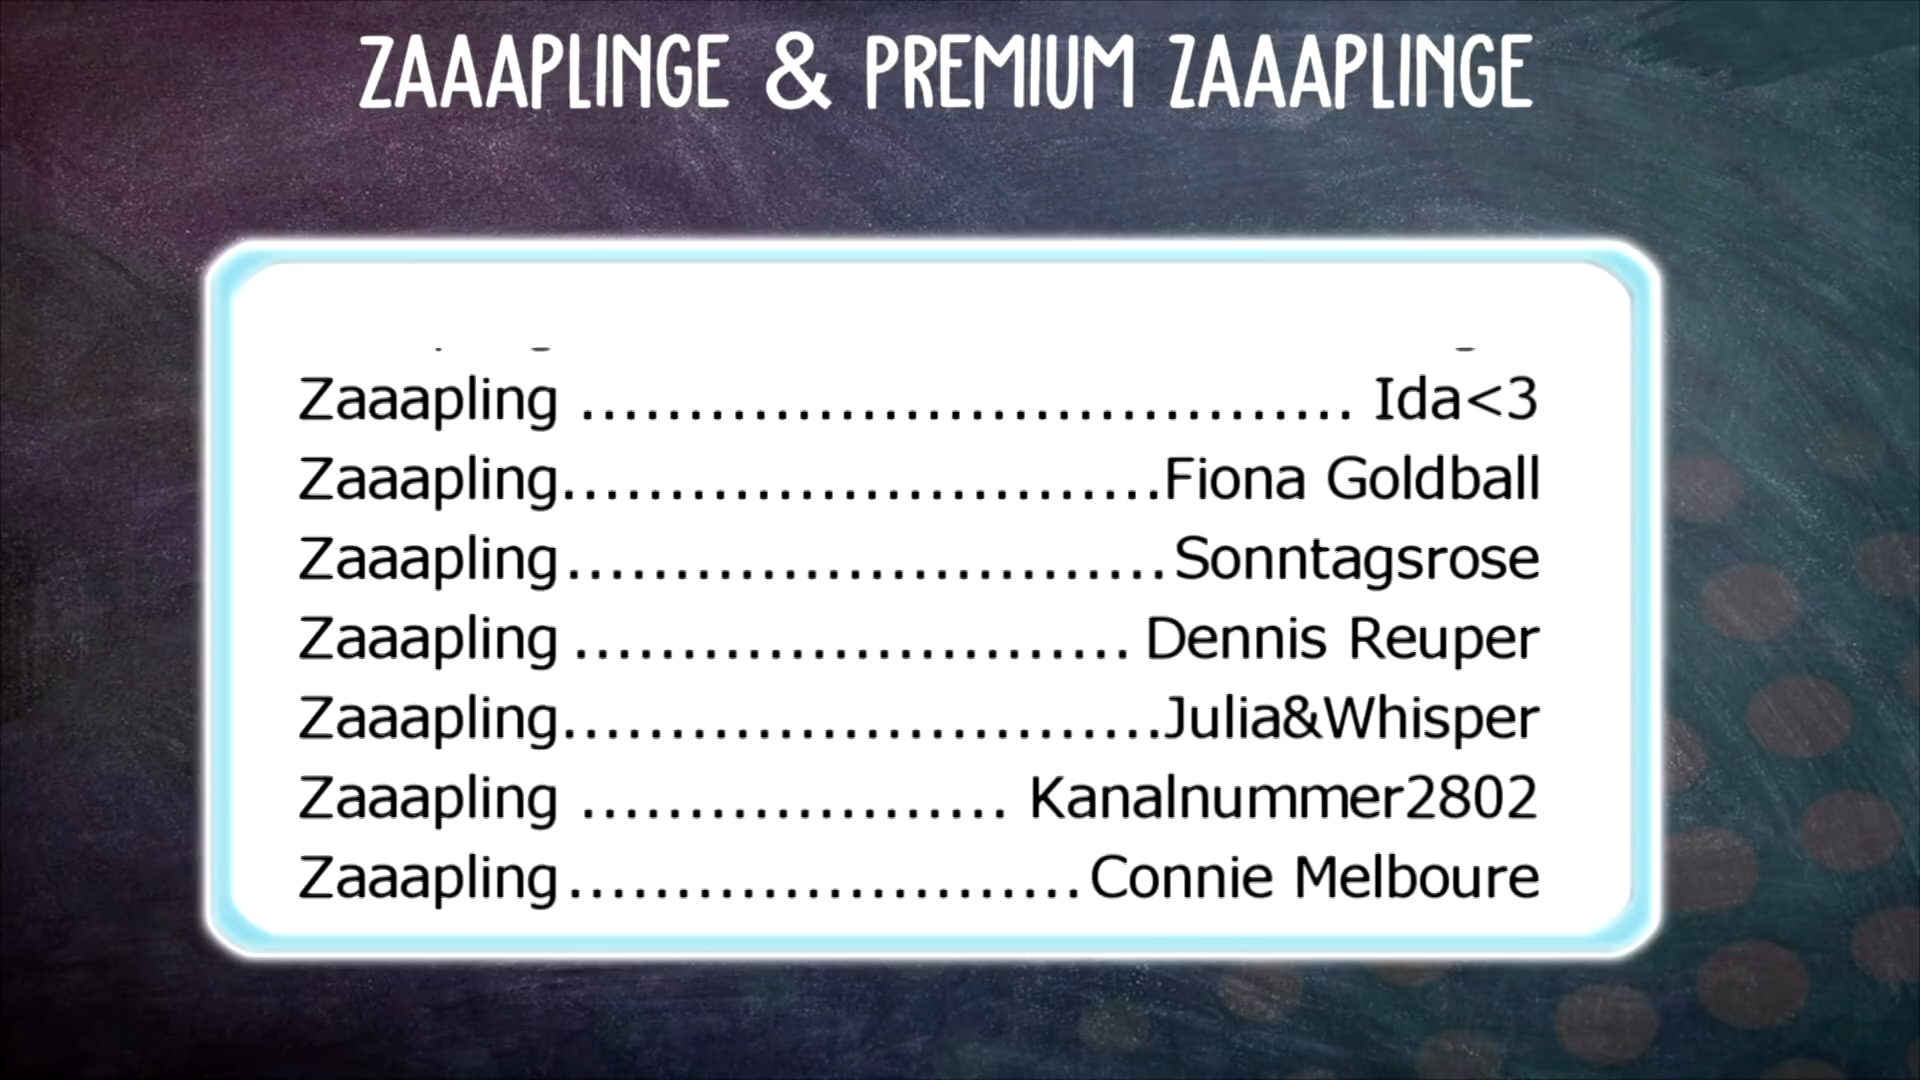 ZAAAPLINGE & PREMIUM ZAAAPLINGE
Zaaapling .................................... Ida<3
Zaaapling............................Fiona Goldball
Zaaapling............................Sonntagsrose
Zaaapling .......................... Dennis Reuper
Zaaapling............................Julia&Whisper
Zaaapling .................... Kanalnummer2802
Zaaapling........................Connie Melboure